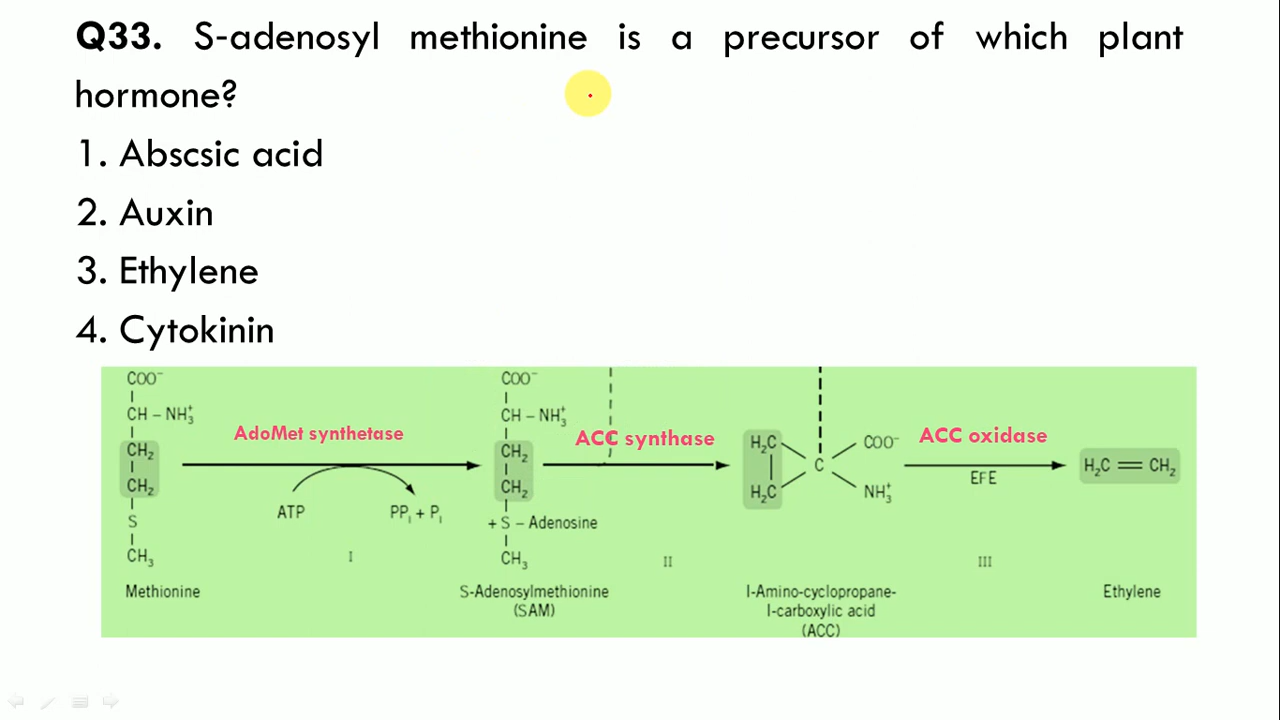 Q33. S-adenosyl methionine is a precursor of which plant
hormone?
1. Abscsic acid
2. Auxin
3. Ethylene
4. Cytokinin
COO⁻
CH – NH₃⁺
CH₂
CH₂
S
CH₃
Methionine
AdoMet synthetase
ATP
PPᵢ + Pᵢ
I
COO⁻
CH – NH₃⁺
CH₂
CH₂
+ S – Adenosine
CH₃
S-Adenosylmethionine
(SAM)
ACC synthase
II
H₂C
H₂C
C
COO⁻
NH₃⁺
I-Amino-cyclopropane-
I-carboxylic acid
(ACC)
ACC oxidase
EFE
III
H₂C = CH₂
Ethylene